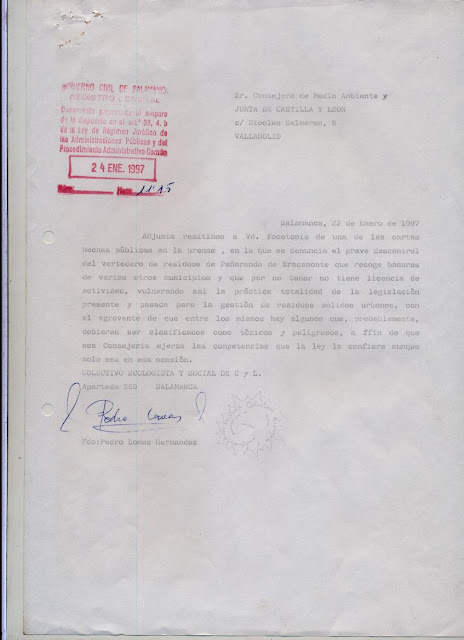 GOBIERNO CIVIL DE SALAMANCA
REGISTRO GENERAL
Documento presentado al amparo
de lo dispuesto en el art.º 38, 4. b
de la Ley de Régimen Jurídico de
las Administraciones Públicas y del
Procedimiento Administrativo Común
24 ENE. 1997
Núm. Hora 11'15
Sr. Consejero de Medio Ambiente y
JUNTA DE CASTILLA Y LEON
c/ Nicolas Salmeron, 5
VALLADOLID
Salamanca, 22 de Enero de 1997
Adjunto remitimos a Vd. focotopia de una de las cartas
hechas públicas en la prensa , en la que se denuncia el grave descontrol
del vertedero de residuos de Peñaranda de Bracamonte que recoge basuras
de varios otros municipios y que por no tener no tiene licencia de
actividad, vulnerando asi la práctica totalidad de la legislación
presente y pasada para la gestión de residuos solidos urbanos, con
el agravante de que entre los mismos hay algunos que, probablemente,
debieran ser clasificados como tóxicos y peligrosos, a ffin de que
esa Consejería ejerza las competencias que la ley la confiere aunque
solo sea en esa ocasión.
COLECTIVO ECOLOGISTA Y SOCIAL DE C y L.
Apartado 568 SALAMANCA
Fdo:Pedro Lomas Hernandez